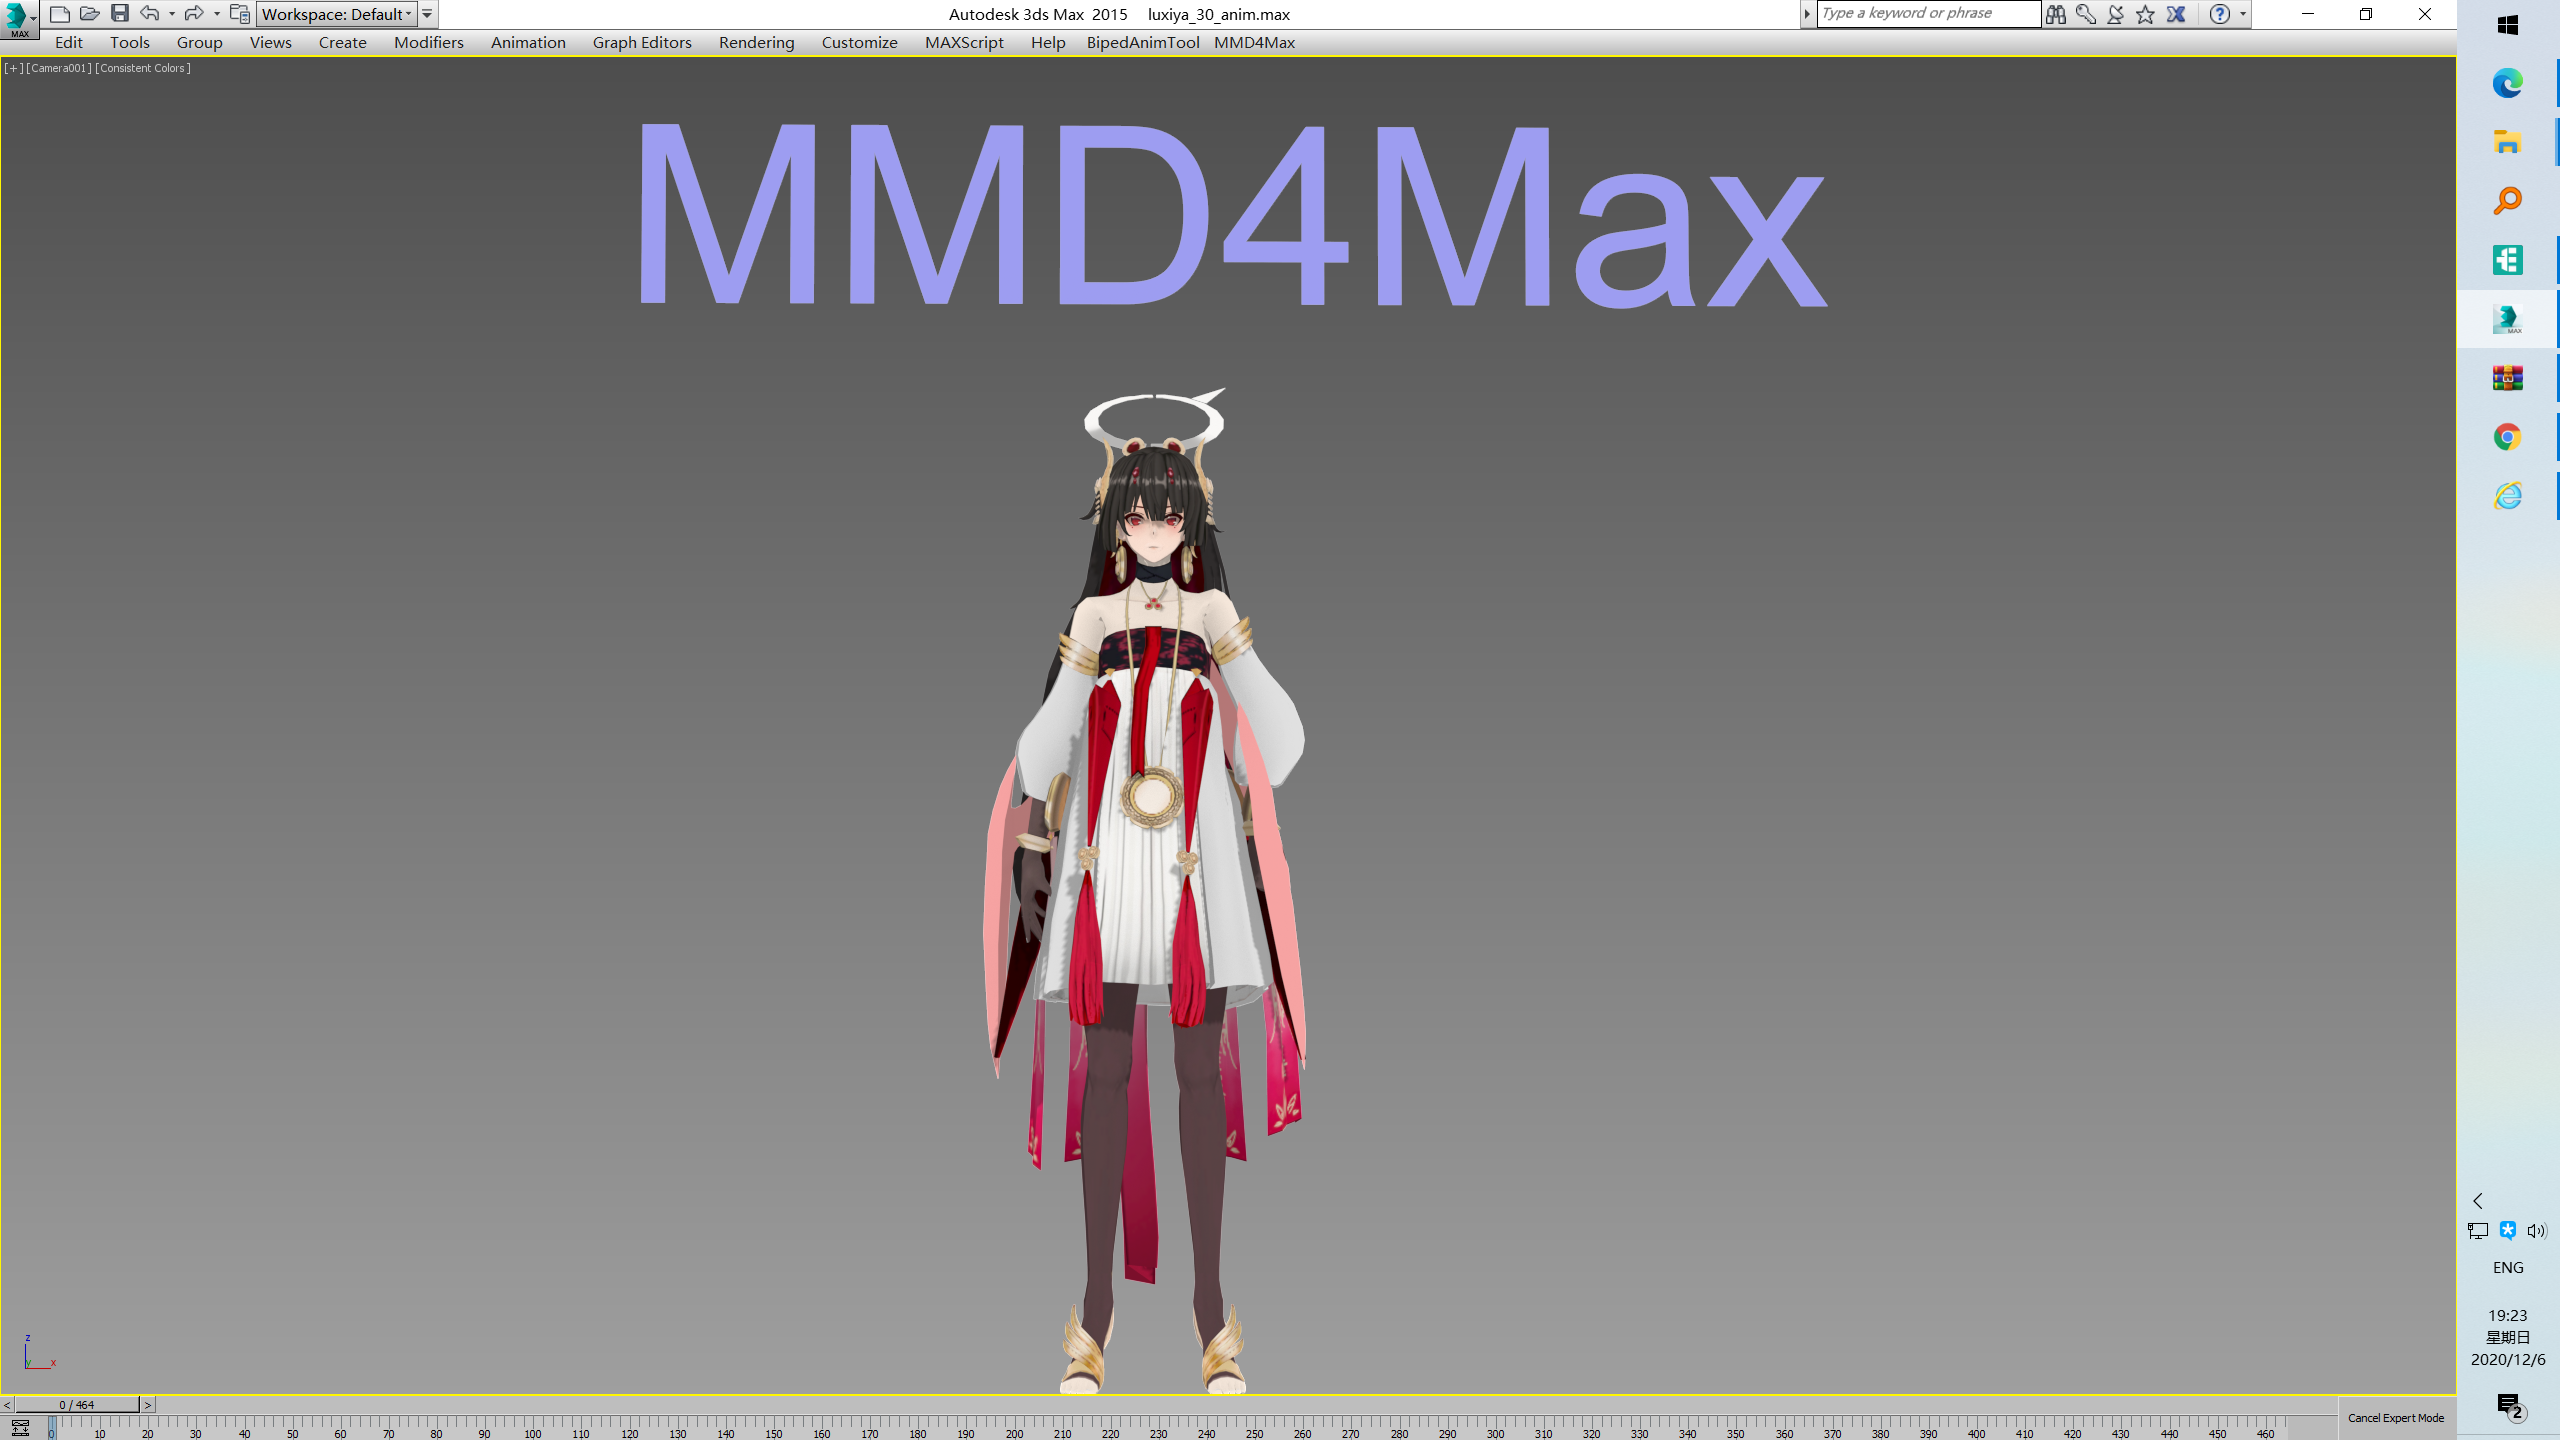 Autodesk 3ds Max 2015 luxiya_30_anim.max
MAX
Workspace: Default
Type a keyword or phrase
Edit Tools Group Views Create Modifiers Animation Graph Editors Rendering Customize MAXScript Help BipedAnimTool MMD4Max
[+] [Camera001] [Consistent Colors ]
MMD4Max
MAX
ENG
19:23
星期日
2020/12/6
2
z
y x
< 0 / 464 >
Cancel Expert Mode
0 10 20 30 40 50 60 70 80 90 100 110 120 130 140 150 160 170 180 190 200 210 220 230 240 250 260 270 280 290 300 310 320 330 340 350 360 370 380 390 400 410 420 430 440 450 460